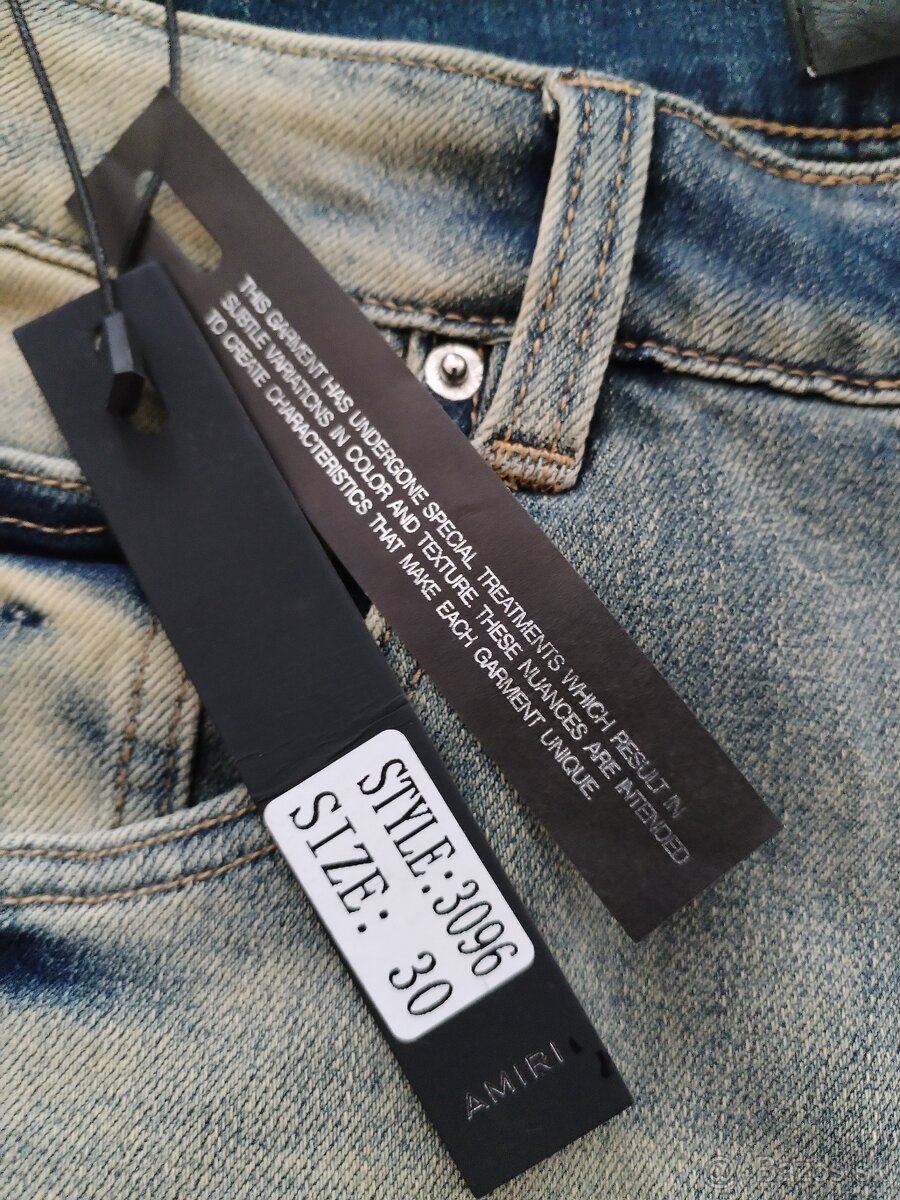 THIS GARMENT HAS UNDERGONE SPECIAL TREATMENTS WHICH RESULT IN
SUBTLE VARIATIONS IN COLOR AND TEXTURE. THESE NUANCES ARE INTENDED
TO CREATE CHARACTERISTICS THAT MAKE EACH GARMENT UNIQUE.
STYLE:3096
SIZE: 30
AMIRI